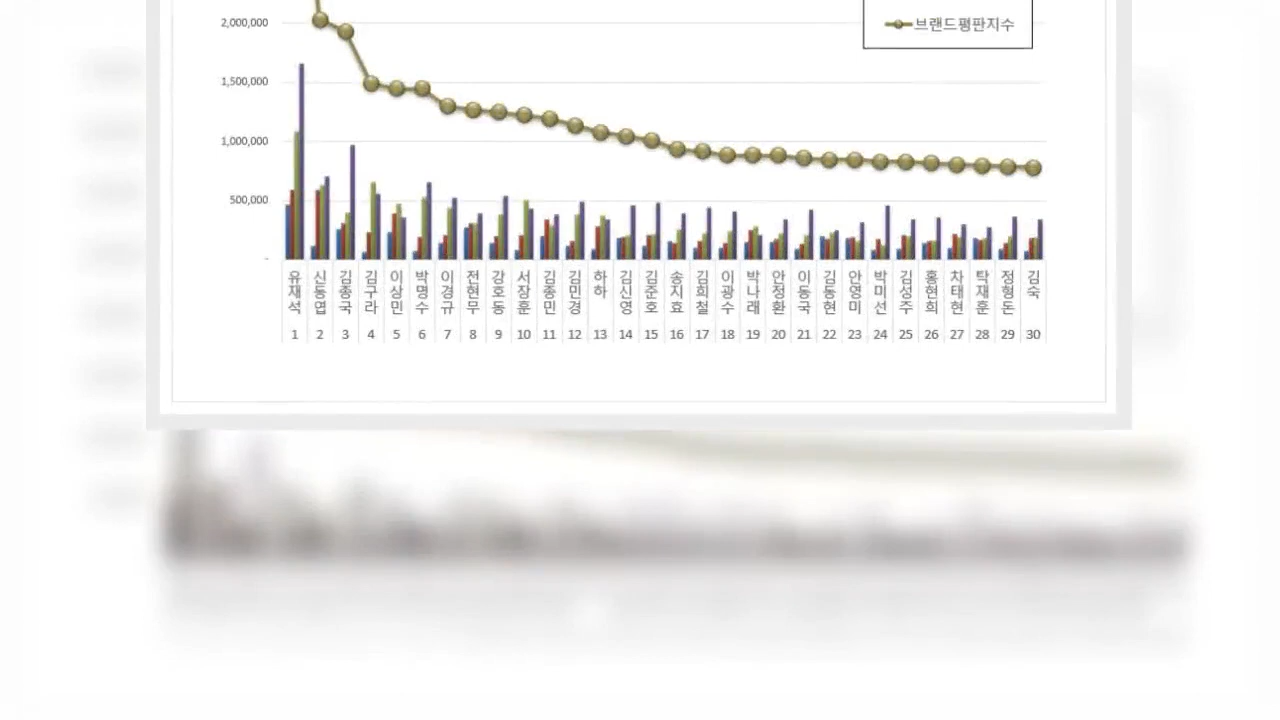 2,000,000
브랜드평판지수
1,500,000
1,000,000
500,000
-
유재석 신동엽 김종국 김구라 이상민 박명수 이경규 전현무 강호동 서장훈 김종민 김민경 하하 김신영 김준호 송지효 김희철 이광수 박나래 안정환 이동국 김동현 안영미 박미선 김성주 홍현희 차태현 탁재훈 정형돈 김숙
1 2 3 4 5 6 7 8 9 10 11 12 13 14 15 16 17 18 19 20 21 22 23 24 25 26 27 28 29 30